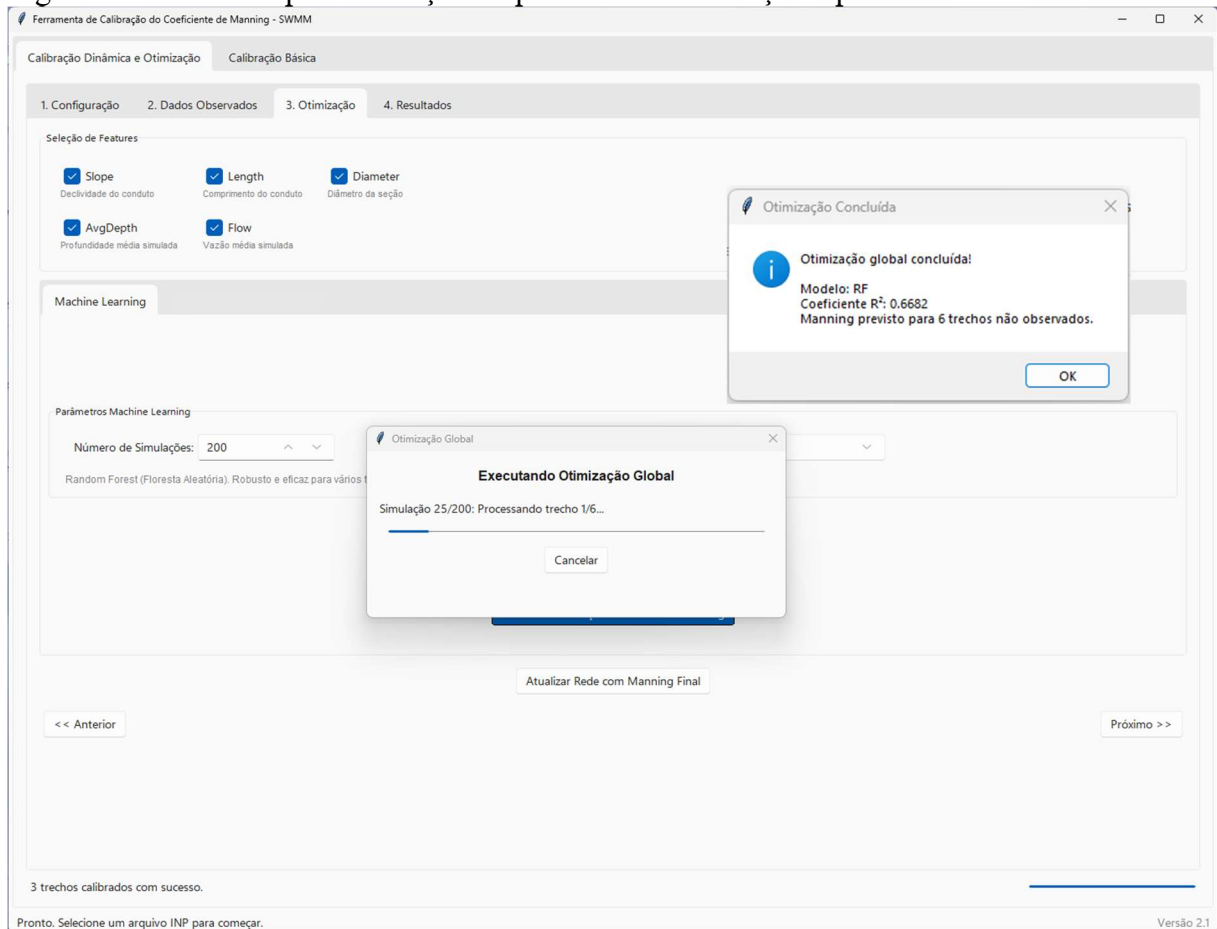 Ferramenta de Calibração do Coeficiente de Manning - SWMM
Calibração Dinâmica e Otimização Calibração Básica
1. Configuração 2. Dados Observados 3. Otimização 4. Resultados
Seleção de Features
Slope Length Diameter
Declividade do conduto Comprimento do conduto Diâmetro da seção
AvgDepth Flow
Profundidade média simulada Vazão média simulada
Otimização Concluída
Otimização global concluída!
Modelo: RF
Coeficiente R²: 0.6682
Manning previsto para 6 trechos não observados.
OK
Machine Learning
Parâmetros Machine Learning
Número de Simulações: 200
Random Forest (Floresta Aleatória). Robusto e eficaz para vários
Otimização Global
Executando Otimização Global
Simulação 25/200: Processando trecho 1/6...
Cancelar
Atualizar Rede com Manning Final
<< Anterior Próximo >>
3 trechos calibrados com sucesso.
Pronto. Selecione um arquivo INP para começar. Versão 2.1